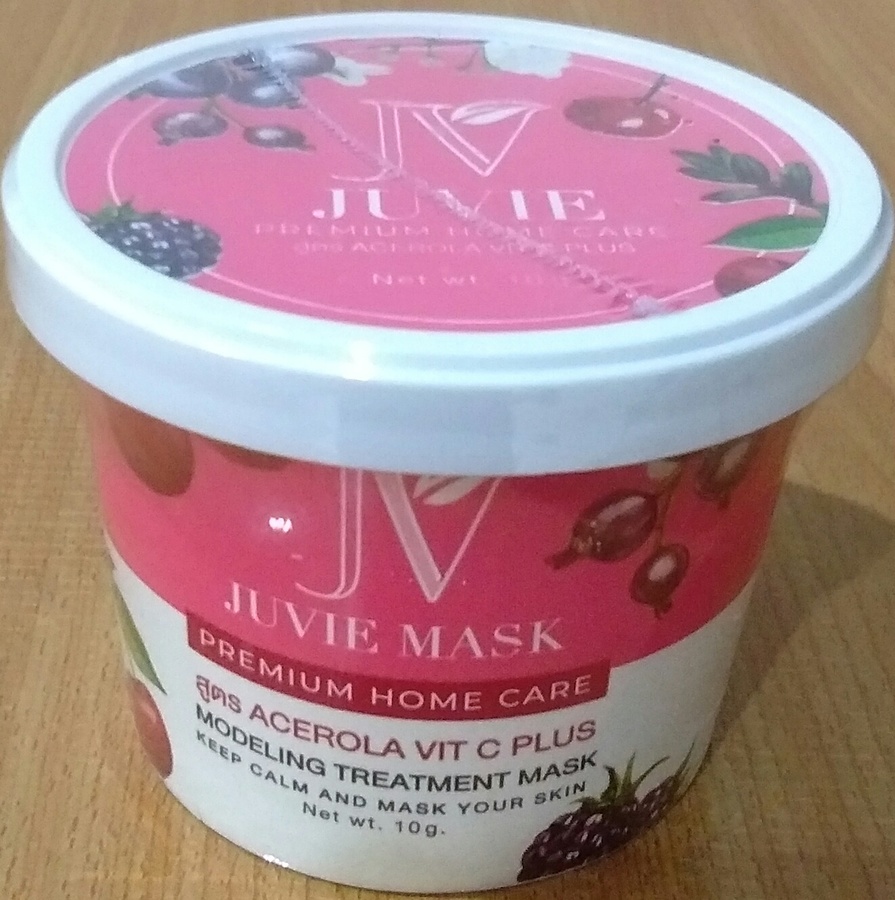 JV
JUVIE
PREMIUM HOME CARE
สูตร ACEROLA VIT C PLUS
Net wt. 10g.
JV
JUVIE MASK
PREMIUM HOME CARE
สูตร ACEROLA VIT C PLUS
MODELING TREATMENT MASK
KEEP CALM AND MASK YOUR SKIN
Net wt. 10g.